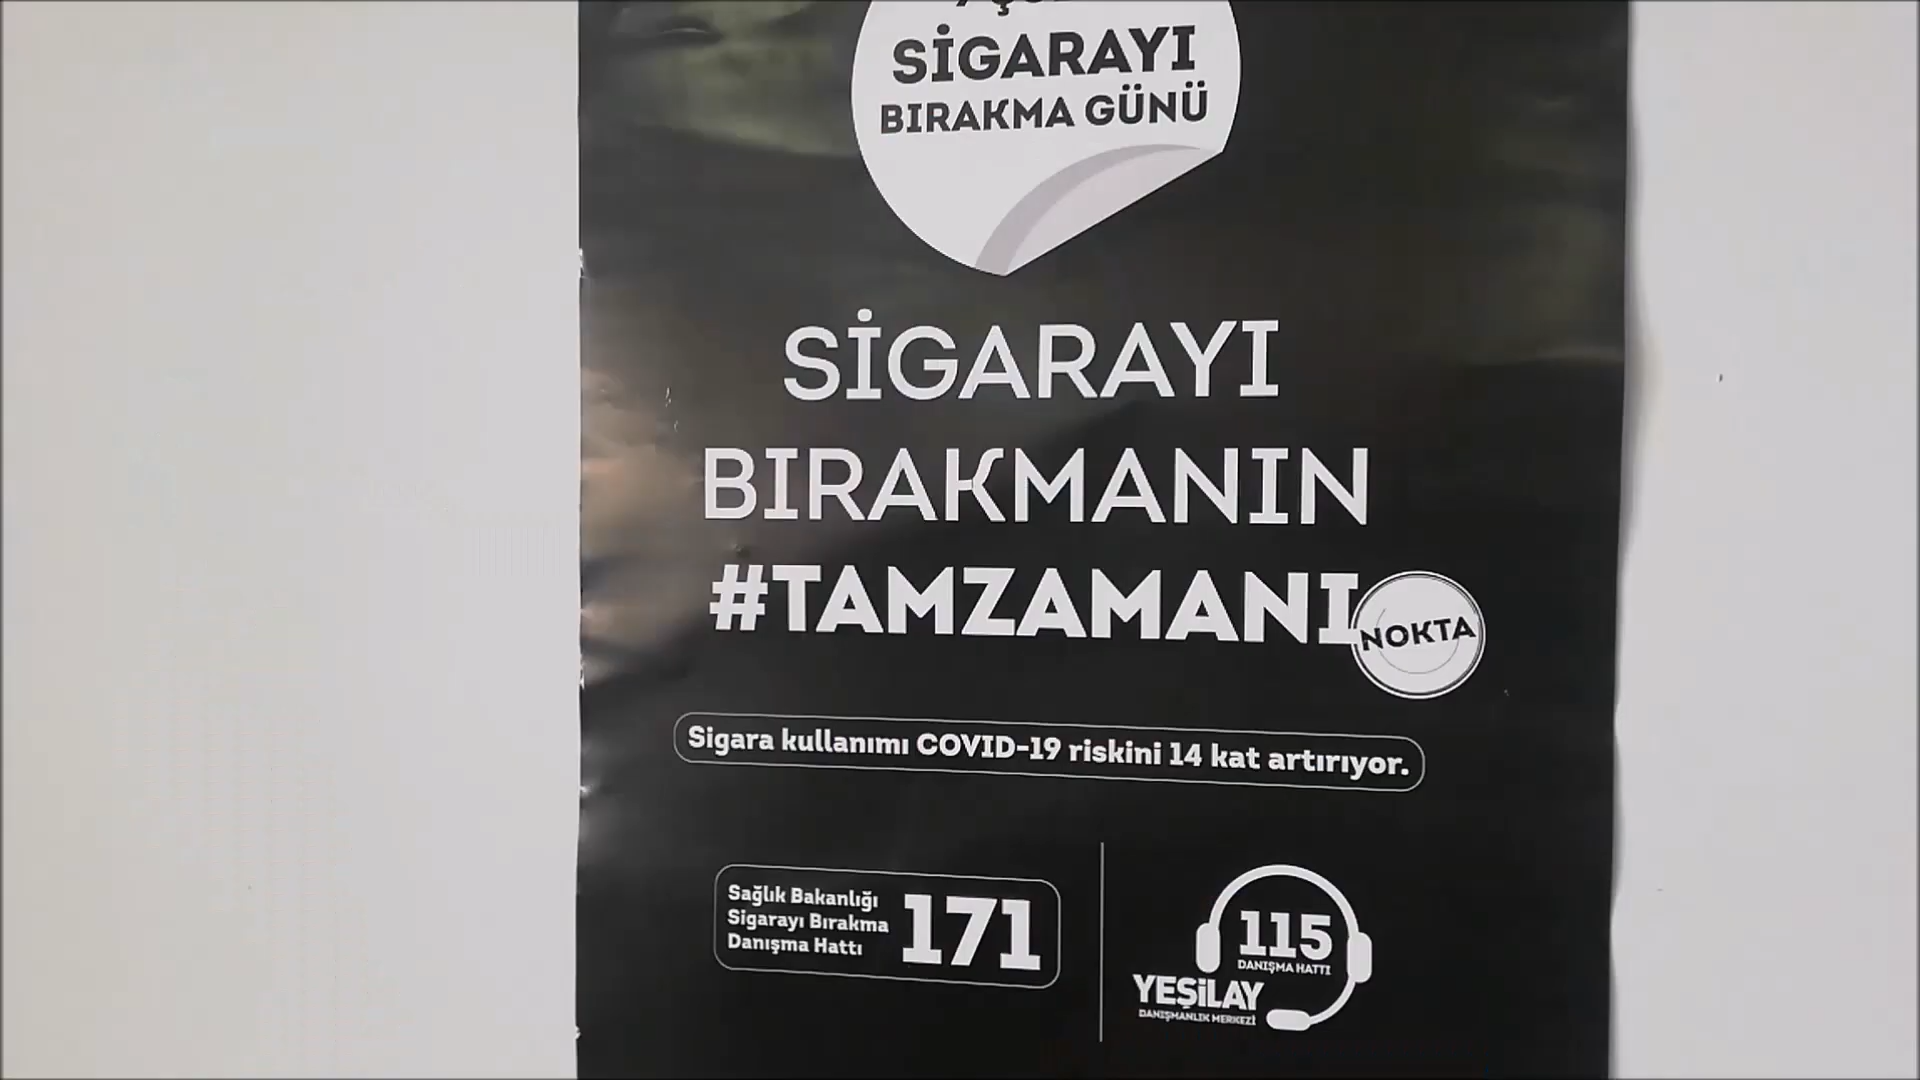 SİGARAYI
BIRAKMA GÜNÜ
SİGARAYI
BIRAKMANIN
#TAMZAMANI
NOKTA
Sigara kullanımı COVID-19 riskini 14 kat artırıyor.
Sağlık Bakanlığı
Sigarayı Bırakma
Danışma Hattı
171
115
DANIŞMA HATTI
YEŞİLAY
DANIŞMANLIK MERKEZİ